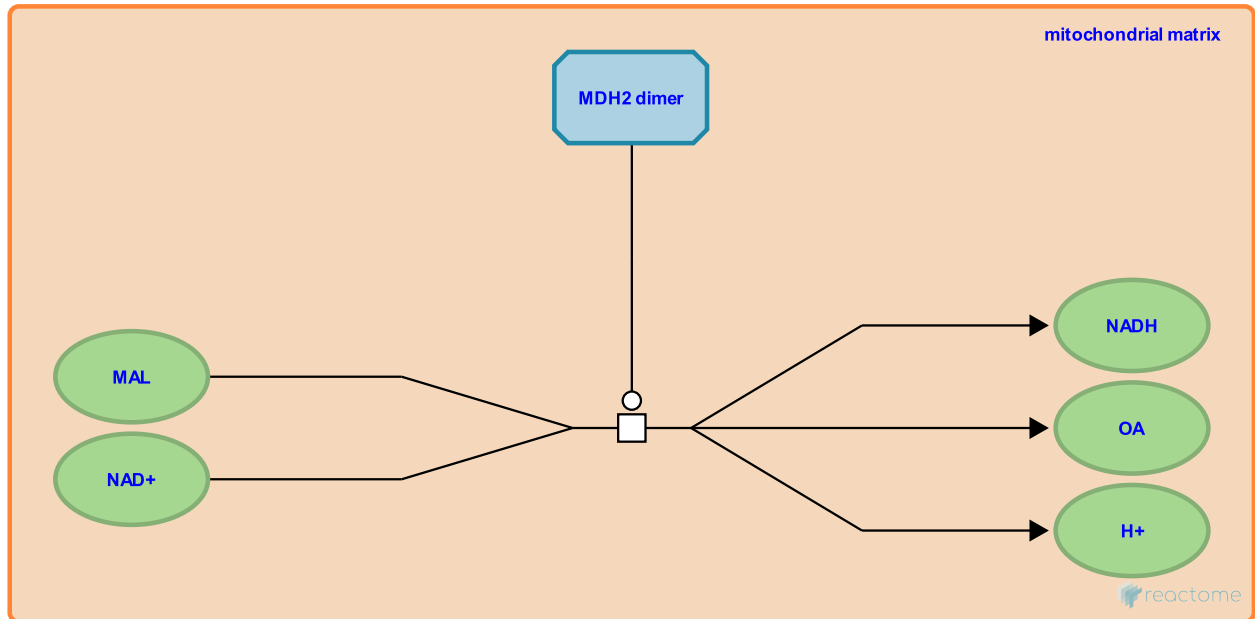 mitochondrial matrix
MDH2 dimer
NADH
MAL
OA
NAD+
H+
reactome